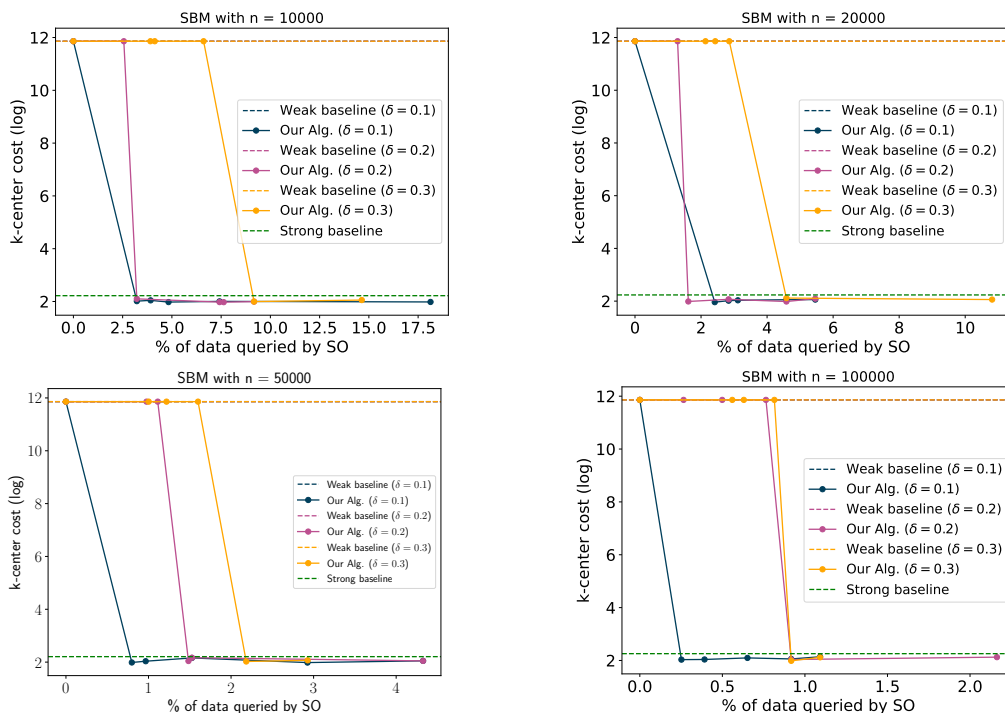 SBM with n = 10000
12
10
8
6
4
2
k-center cost (log)
Weak baseline (δ = 0.1)
Our Alg. (δ = 0.1)
Weak baseline (δ = 0.2)
Our Alg. (δ = 0.2)
Weak baseline (δ = 0.3)
Our Alg. (δ = 0.3)
Strong baseline
0.0 2.5 5.0 7.5 10.0 12.5 15.0 17.5
% of data queried by SO
SBM with n = 20000
12
10
8
6
4
2
k-center cost (log)
Weak baseline (δ = 0.1)
Our Alg. (δ = 0.1)
Weak baseline (δ = 0.2)
Our Alg. (δ = 0.2)
Weak baseline (δ = 0.3)
Our Alg. (δ = 0.3)
Strong baseline
0 2 4 6 8 10
% of data queried by SO
SBM with n = 50000
12
10
8
6
4
2
k-center cost (log)
Weak baseline (δ = 0.1)
Our Alg. (δ = 0.1)
Weak baseline (δ = 0.2)
Our Alg. (δ = 0.2)
Weak baseline (δ = 0.3)
Our Alg. (δ = 0.3)
Strong baseline
0 1 2 3 4
% of data queried by SO
SBM with n = 100000
12
10
8
6
4
2
k-center cost (log)
Weak baseline (δ = 0.1)
Our Alg. (δ = 0.1)
Weak baseline (δ = 0.2)
Our Alg. (δ = 0.2)
Weak baseline (δ = 0.3)
Our Alg. (δ = 0.3)
Strong baseline
0.0 0.5 1.0 1.5 2.0
% of data queried by SO